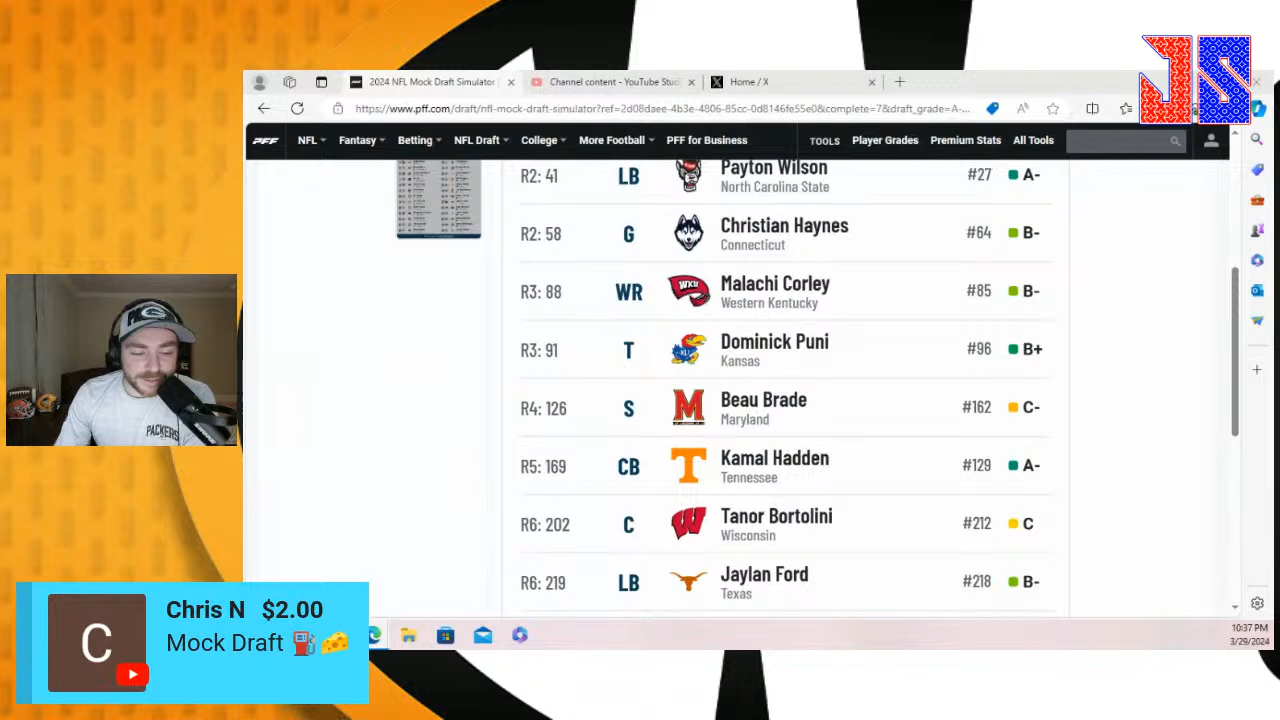 JS
2024 NFL Mock Draft Simulator
Channel content - YouTube Stud
Home / X
https://www.pff.com/draft/nfl-mock-draft-simulator?ref=2d08daee-4b3e-4806-85cc-0d8146fe55e0&complete=7&draft_grade=A-...
PFF NFL Fantasy Betting NFL Draft College More Football PFF for Business TOOLS Player Grades Premium Stats All Tools
R2: 41 LB Payton Wilson #27 A-
North Carolina State
R2: 58 G Christian Haynes #64 B-
Connecticut
R3: 88 WR WKU Malachi Corley #85 B-
Western Kentucky
R3: 91 T KU Dominick Puni #96 B+
Kansas
R4: 126 S M Beau Brade #162 C-
Maryland
R5: 169 CB T Kamal Hadden #129 A-
Tennessee
R6: 202 C W Tanor Bortolini #212 C
Wisconsin
R6: 219 LB Jaylan Ford #218 B-
Texas
G
PACKERS
Chris N $2.00
C
Mock Draft ⛽🧀
10:37 PM
3/29/2024